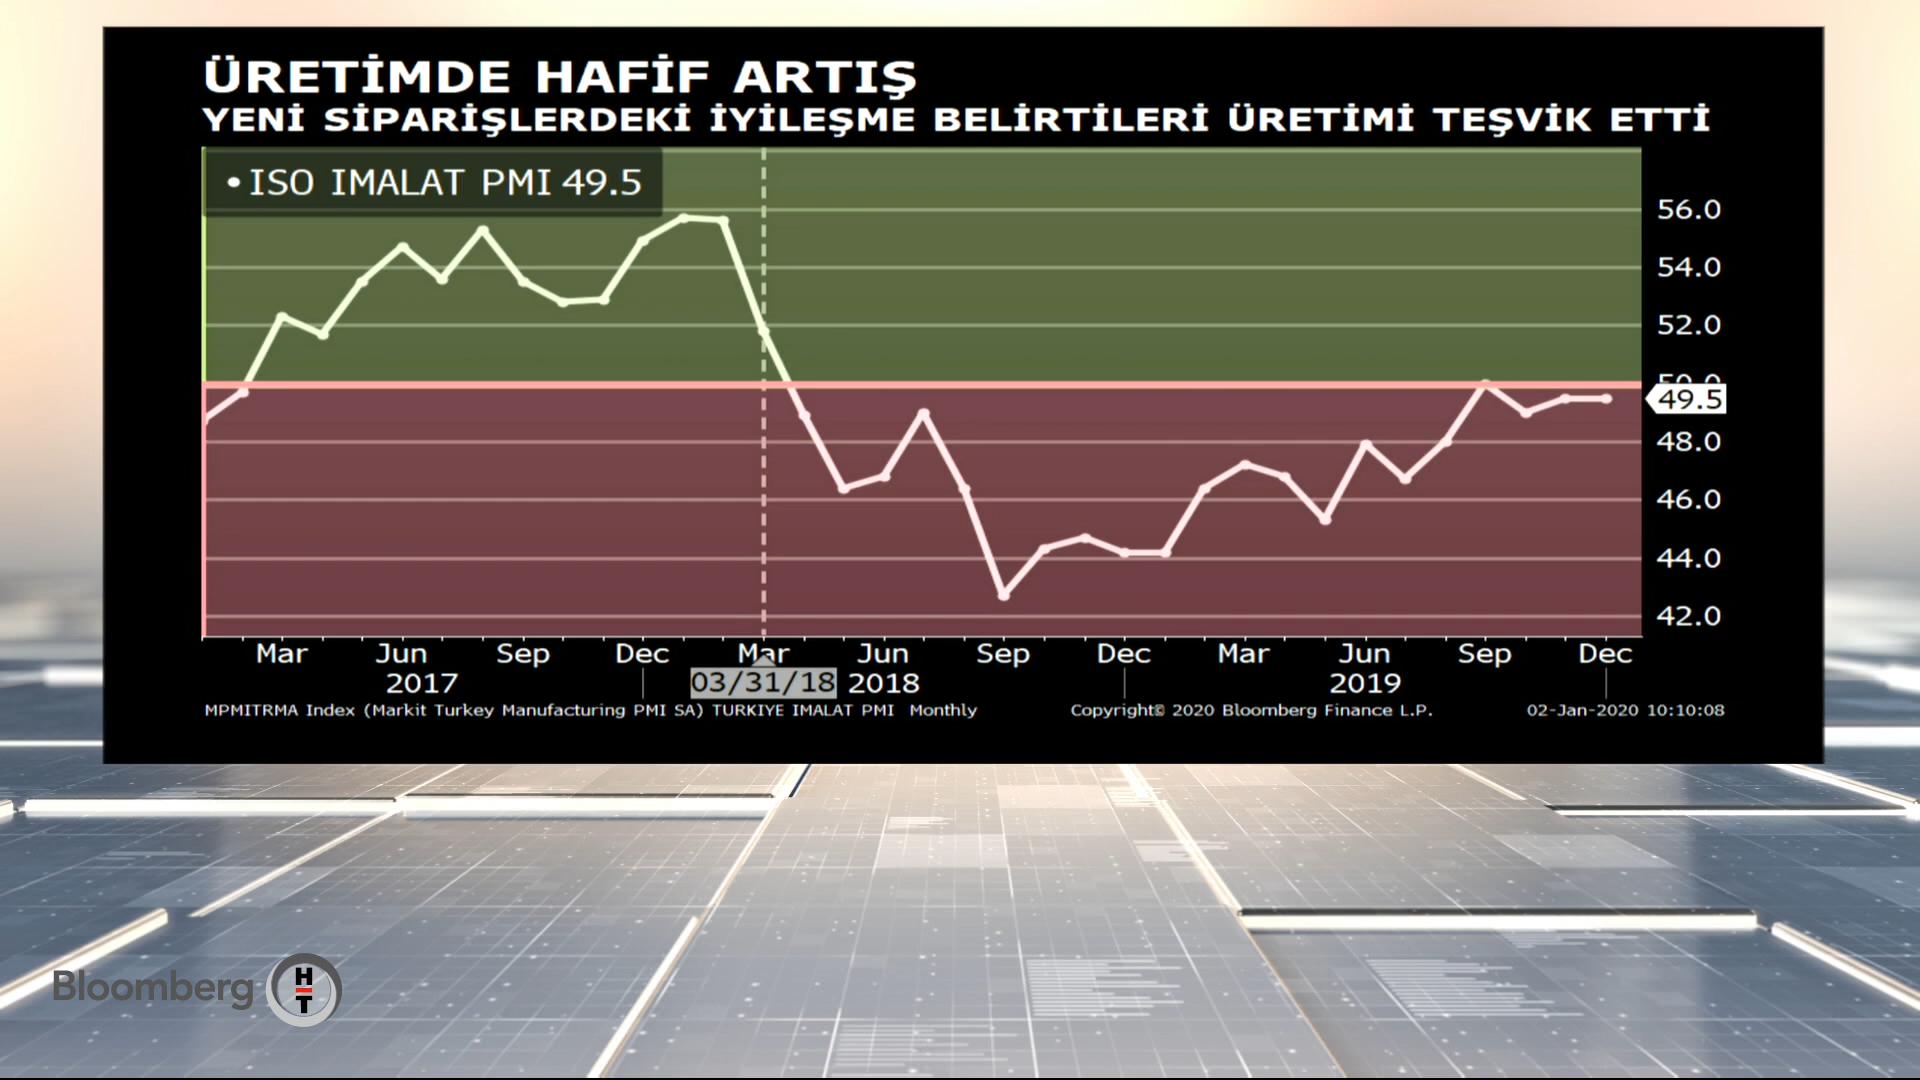 ÜRETİMDE HAFİF ARTIŞ
YENİ SİPARİŞLERDEKİ İYİLEŞME BELİRTİLERİ ÜRETİMİ TEŞVİK ETTİ
• ISO IMALAT PMI 49.5
56.0
54.0
52.0
50.0
49.5
48.0
46.0
44.0
42.0
Mar Jun Sep Dec Mar Jun Sep Dec Mar Jun Sep Dec
2017 03/31/18 2018 2019
MPMITRMA Index (Markit Turkey Manufacturing PMI SA) TURKIYE IMALAT PMI Monthly Copyright© 2020 Bloomberg Finance L.P. 02-Jan-2020 10:10:08
Bloomberg HT